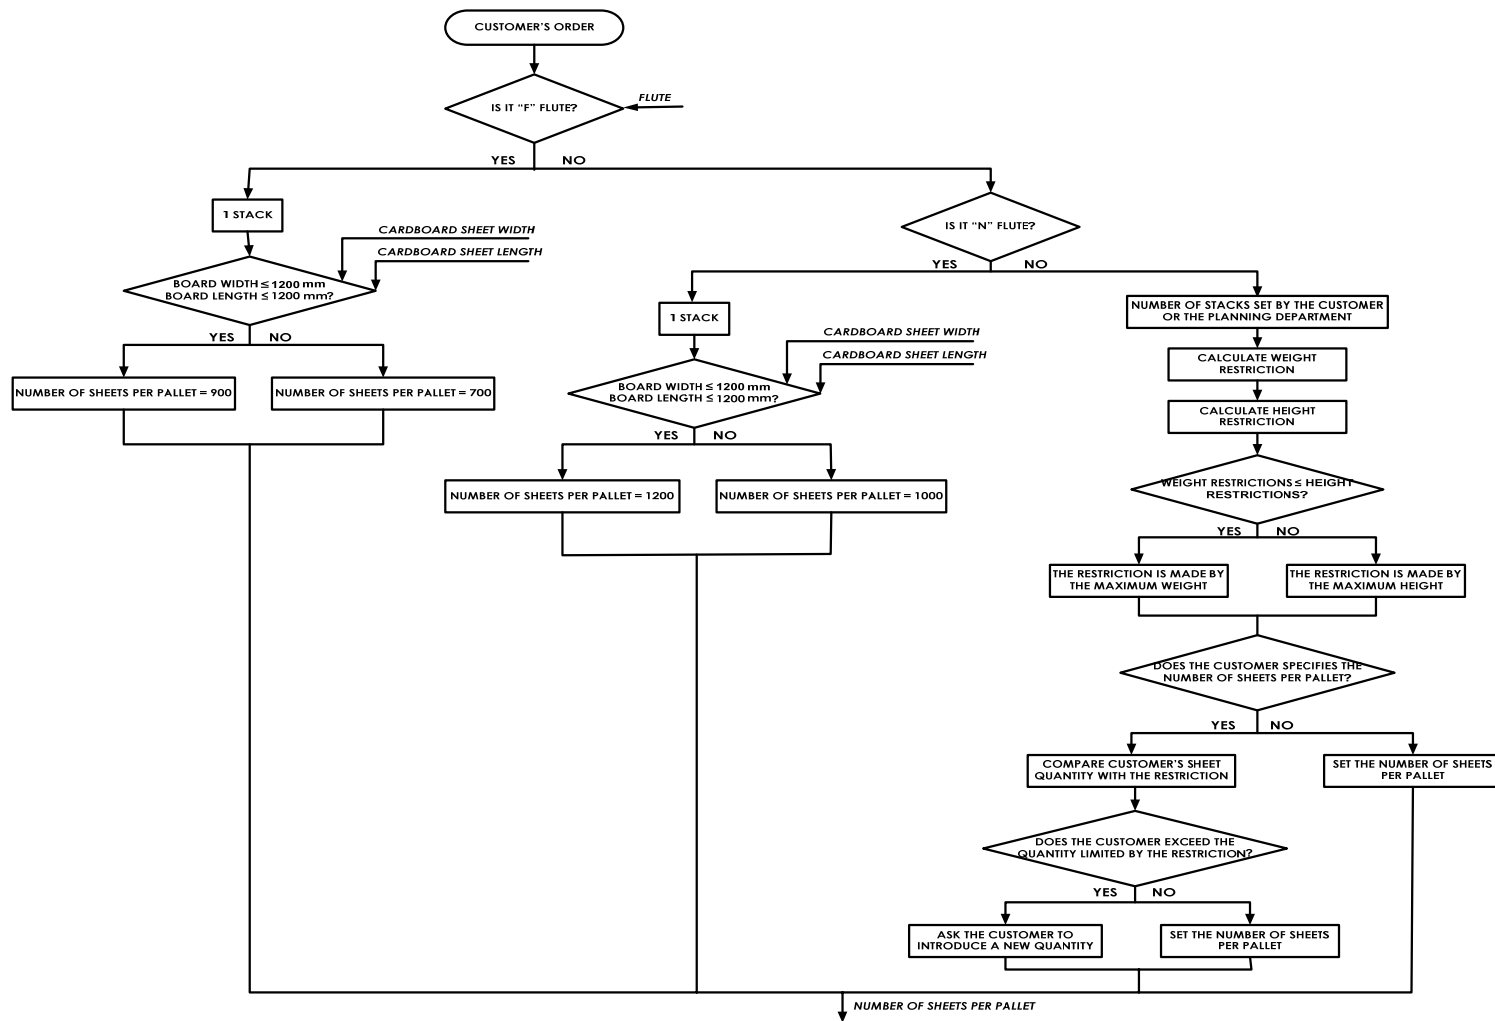 CUSTOMER'S ORDER
IS IT "F" FLUTE?
FLUTE
YES
NO
1 STACK
CARDBOARD SHEET WIDTH
CARDBOARD SHEET LENGTH
BOARD WIDTH ≤ 1200 mm
BOARD LENGTH ≤ 1200 mm?
YES
NO
NUMBER OF SHEETS PER PALLET = 900
NUMBER OF SHEETS PER PALLET = 700
IS IT "N" FLUTE?
YES
NO
1 STACK
CARDBOARD SHEET WIDTH
CARDBOARD SHEET LENGTH
BOARD WIDTH ≤ 1200 mm
BOARD LENGTH ≤ 1200 mm?
YES
NO
NUMBER OF SHEETS PER PALLET = 1200
NUMBER OF SHEETS PER PALLET = 1000
NUMBER OF STACKS SET BY THE CUSTOMER
OR THE PLANNING DEPARTMENT
CALCULATE WEIGHT
RESTRICTION
CALCULATE HEIGHT
RESTRICTION
WEIGHT RESTRICTIONS ≤ HEIGHT
RESTRICTIONS?
YES
NO
THE RESTRICTION IS MADE BY
THE MAXIMUM WEIGHT
THE RESTRICTION IS MADE BY
THE MAXIMUM HEIGHT
DOES THE CUSTOMER SPECIFIES THE
NUMBER OF SHEETS PER PALLET?
YES
NO
COMPARE CUSTOMER'S SHEET
QUANTITY WITH THE RESTRICTION
SET THE NUMBER OF SHEETS
PER PALLET
DOES THE CUSTOMER EXCEED THE
QUANTITY LIMITED BY THE RESTRICTION?
YES
NO
ASK THE CUSTOMER TO
INTRODUCE A NEW QUANTITY
SET THE NUMBER OF SHEETS
PER PALLET
NUMBER OF SHEETS PER PALLET